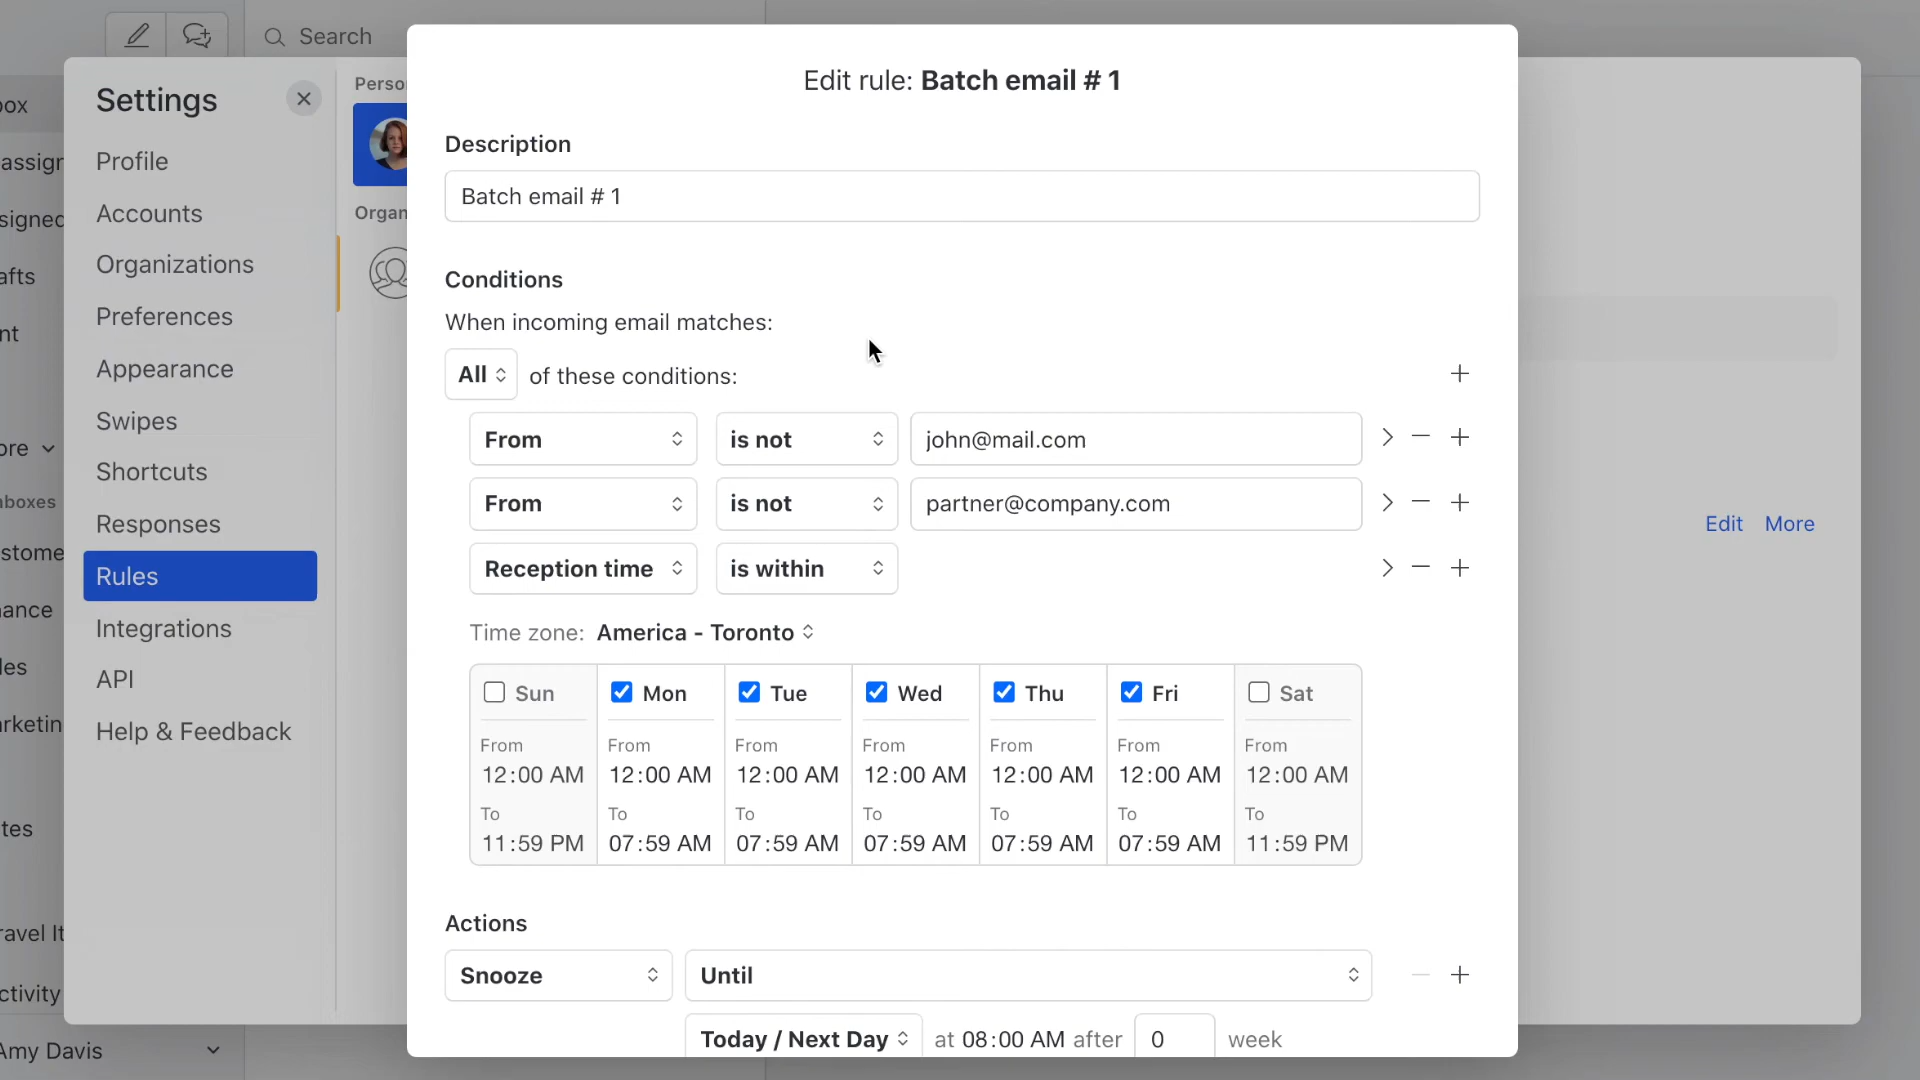 Search
Settings
Profile
Accounts
Organizations
Preferences
Appearance
Swipes
Shortcuts
Responses
Rules
Integrations
API
Help & Feedback
Amy Davis
Edit rule: Batch email # 1
Description
Batch email # 1
Conditions
When incoming email matches:
All of these conditions:
From is not john@mail.com
From is not partner@company.com
Reception time is within
Time zone: America - Toronto
Sun Mon Tue Wed Thu Fri Sat
From From From From From From From
12:00 AM 12:00 AM 12:00 AM 12:00 AM 12:00 AM 12:00 AM 12:00 AM
To To To To To To To
11:59 PM 07:59 AM 07:59 AM 07:59 AM 07:59 AM 07:59 AM 11:59 PM
Actions
Snooze Until
Today / Next Day at 08:00 AM after 0 week
Edit More